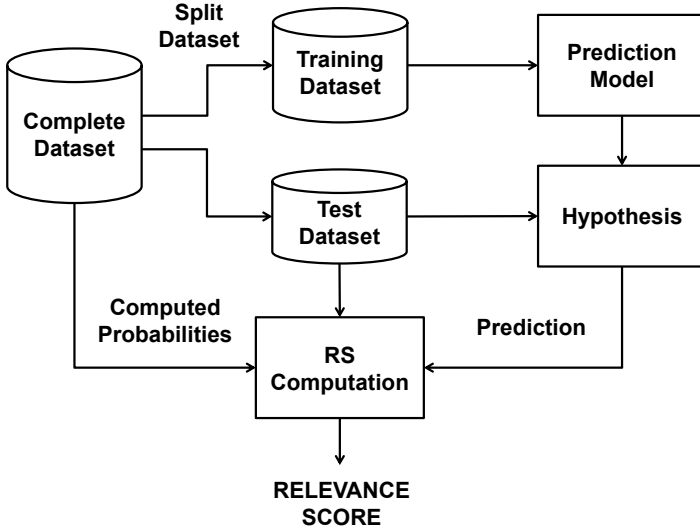 Split
Dataset
Training
Dataset
Prediction
Model
Complete
Dataset
Test
Dataset
Hypothesis
Computed
Probabilities
Prediction
RS
Computation
RELEVANCE
SCORE